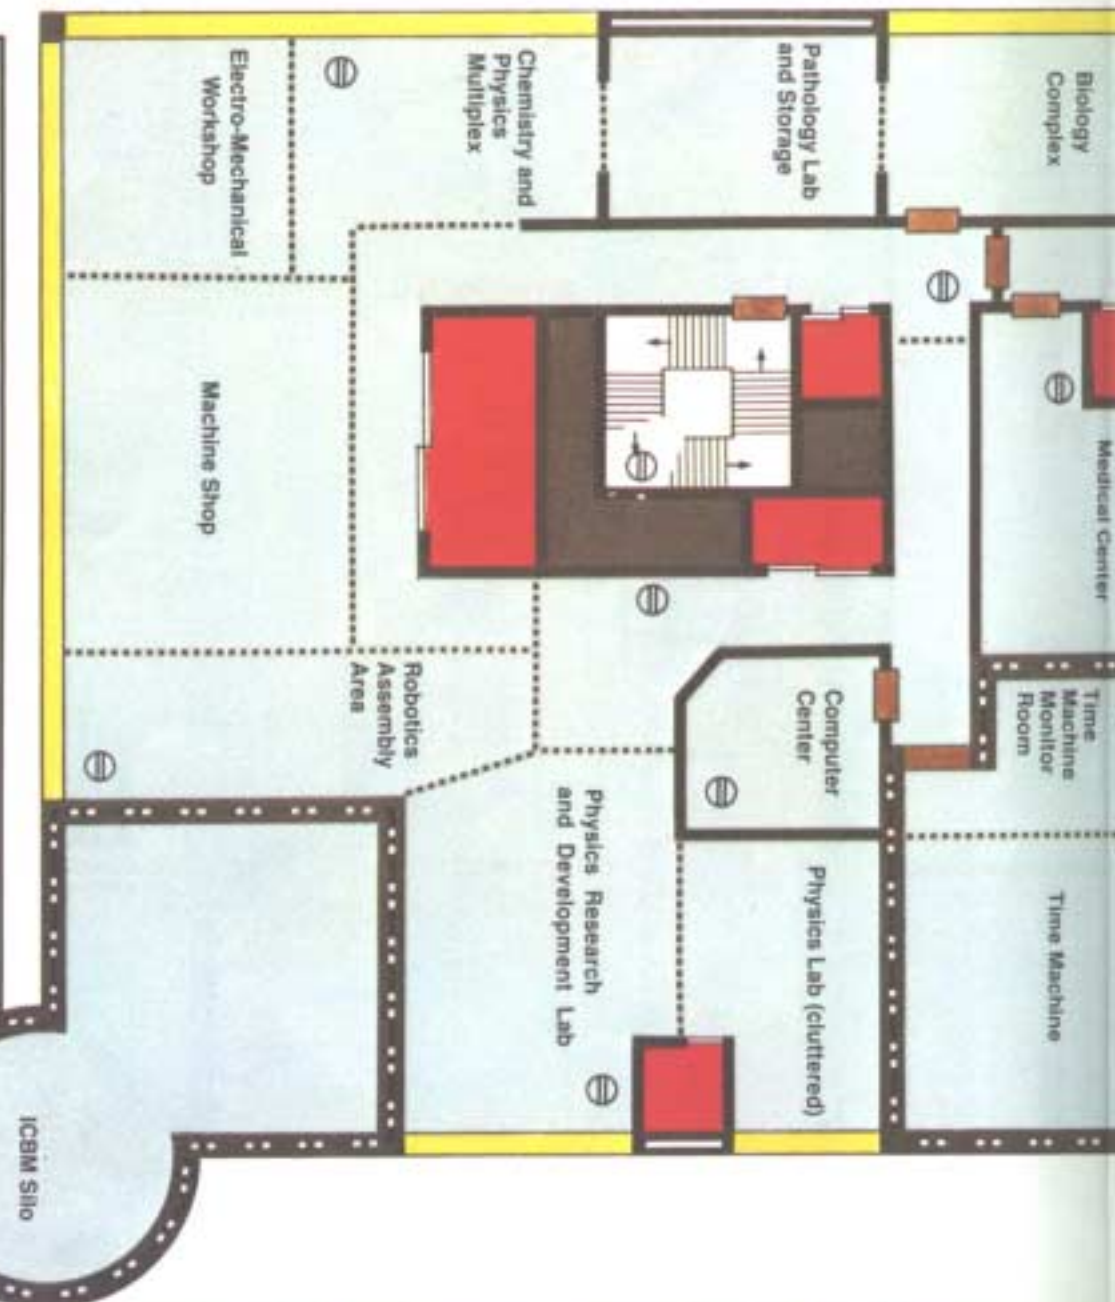 Biology
Complex
Pathology Lab
and Storage
Chemistry and
Physics
Multiplex
Electro-Mechanical
Workshop
Medical Center
Machine Shop
Time
Machine
Monitor
Room
Computer
Center
Robotics
Assembly
Area
Time Machine
Physics Lab (cluttered)
Physics Research
and Development Lab
ICBM Silo